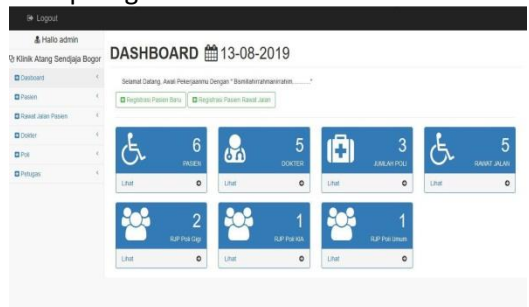 Logout
Hallo admin
Klinik Atang Sendjaja Bogor
Dashboard
Pasien
Rawat Jalan Pasien
Dokter
Poli
Petugas
DASHBOARD 13-08-2019
Selamat Datang, Awali Pekerjaanmu Dengan " Bismillahirrahmanirrahim..........."
Registrasi Pasien Baru
Registrasi Pasien Rawat Jalan
6
PASIEN
Lihat
5
DOKTER
Lihat
3
JUMLAH POLI
Lihat
5
RAWAT JALAN
Lihat
2
RJP Poli Gigi
Lihat
1
RJP Poli KIA
Lihat
1
RJP Poli Umum
Lihat